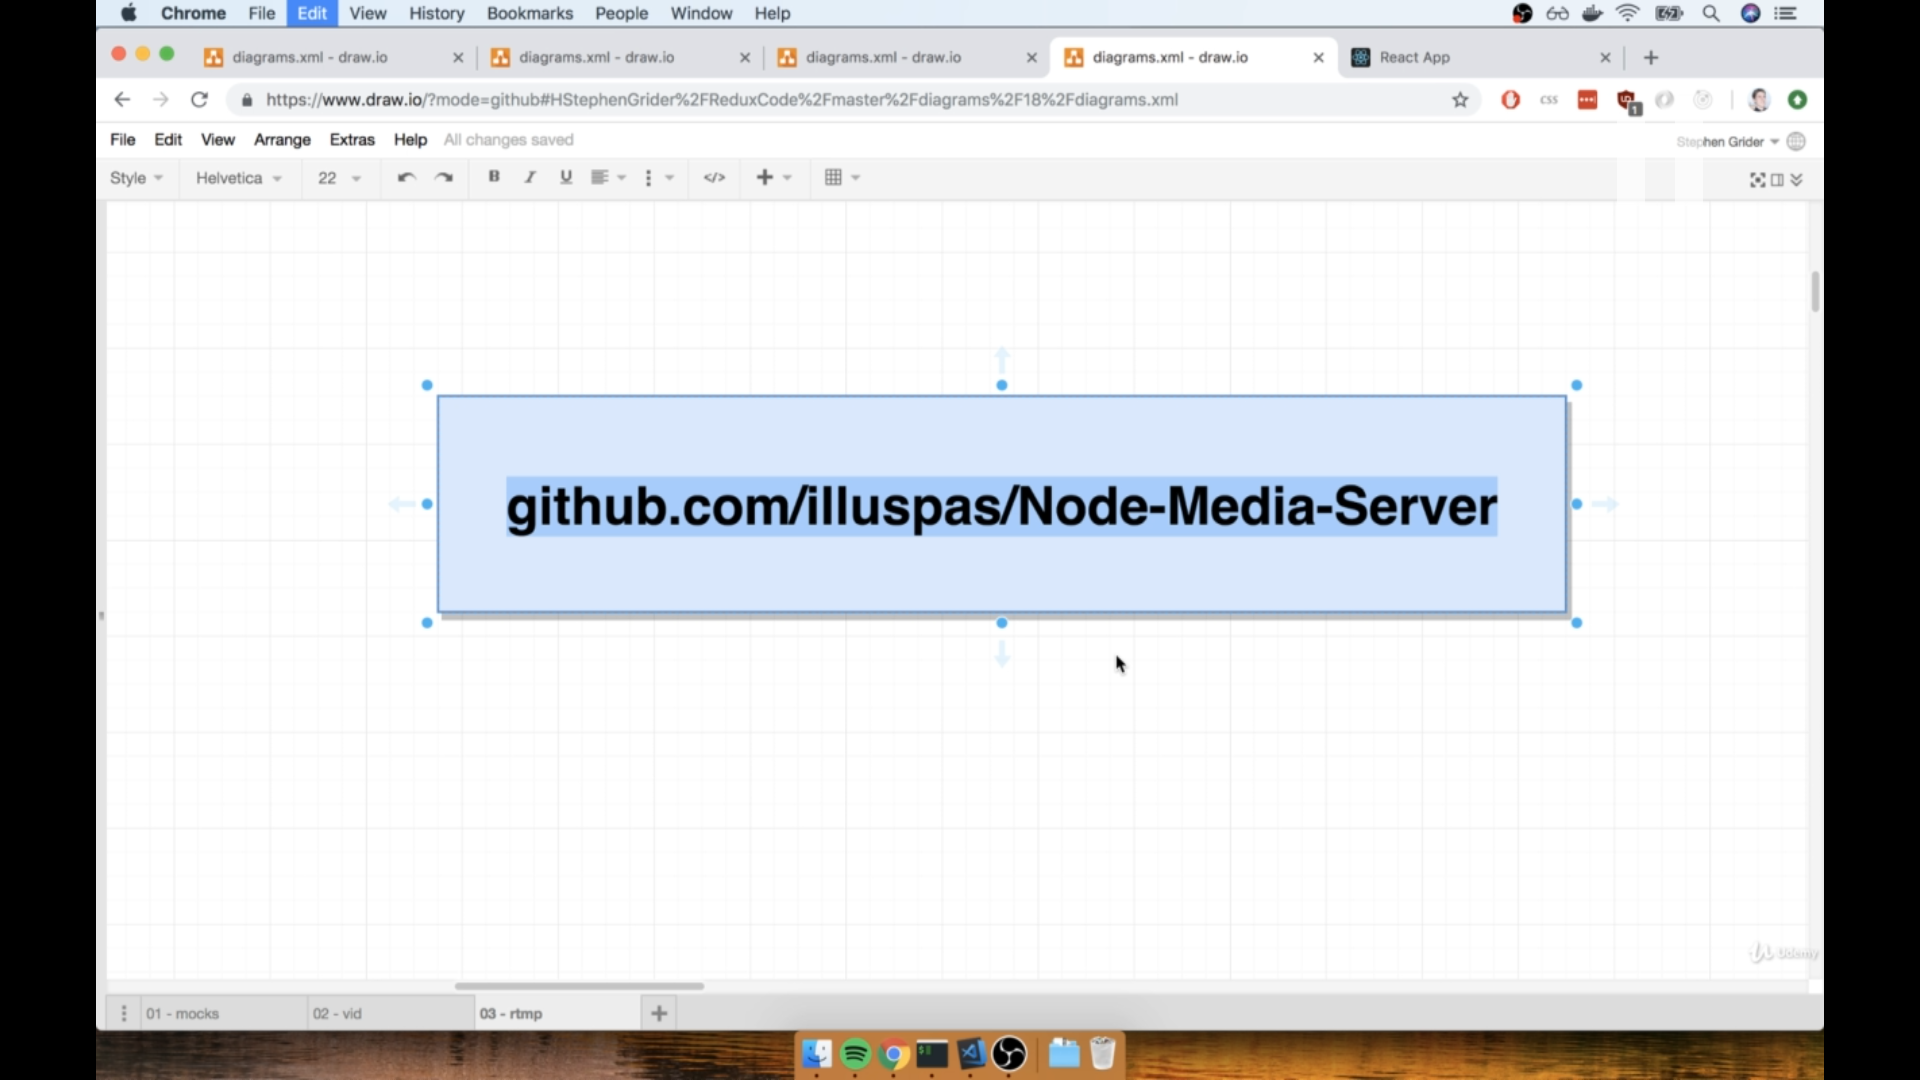 Chrome File Edit View History Bookmarks People Window Help
diagrams.xml - draw.io diagrams.xml - draw.io diagrams.xml - draw.io diagrams.xml - draw.io React App
https://www.draw.io/?mode=github#HStephenGrider%2FReduxCode%2Fmaster%2Fdiagrams%2F18%2Fdiagrams.xml CSS 1
File Edit View Arrange Extras Help All changes saved Stephen Grider
Style Helvetica 22 B I U </>
github.com/illuspas/Node-Media-Server
Udemy
01 - mocks 02 - vid 03 - rtmp